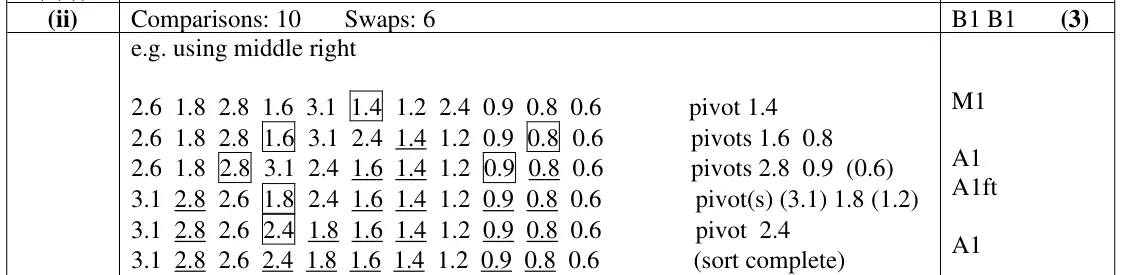 (ii) Comparisons: 10 Swaps: 6 B1 B1 (3)
e.g. using middle right
2.6 1.8 2.8 1.6 3.1 1.4 1.2 2.4 0.9 0.8 0.6 pivot 1.4 M1
2.6 1.8 2.8 1.6 3.1 2.4 1.4 1.2 0.9 0.8 0.6 pivots 1.6 0.8
2.6 1.8 2.8 3.1 2.4 1.6 1.4 1.2 0.9 0.8 0.6 pivots 2.8 0.9 (0.6) A1
3.1 2.8 2.6 1.8 2.4 1.6 1.4 1.2 0.9 0.8 0.6 pivot(s) (3.1) 1.8 (1.2) A1ft
3.1 2.8 2.6 2.4 1.8 1.6 1.4 1.2 0.9 0.8 0.6 pivot 2.4
3.1 2.8 2.6 2.4 1.8 1.6 1.4 1.2 0.9 0.8 0.6 (sort complete) A1